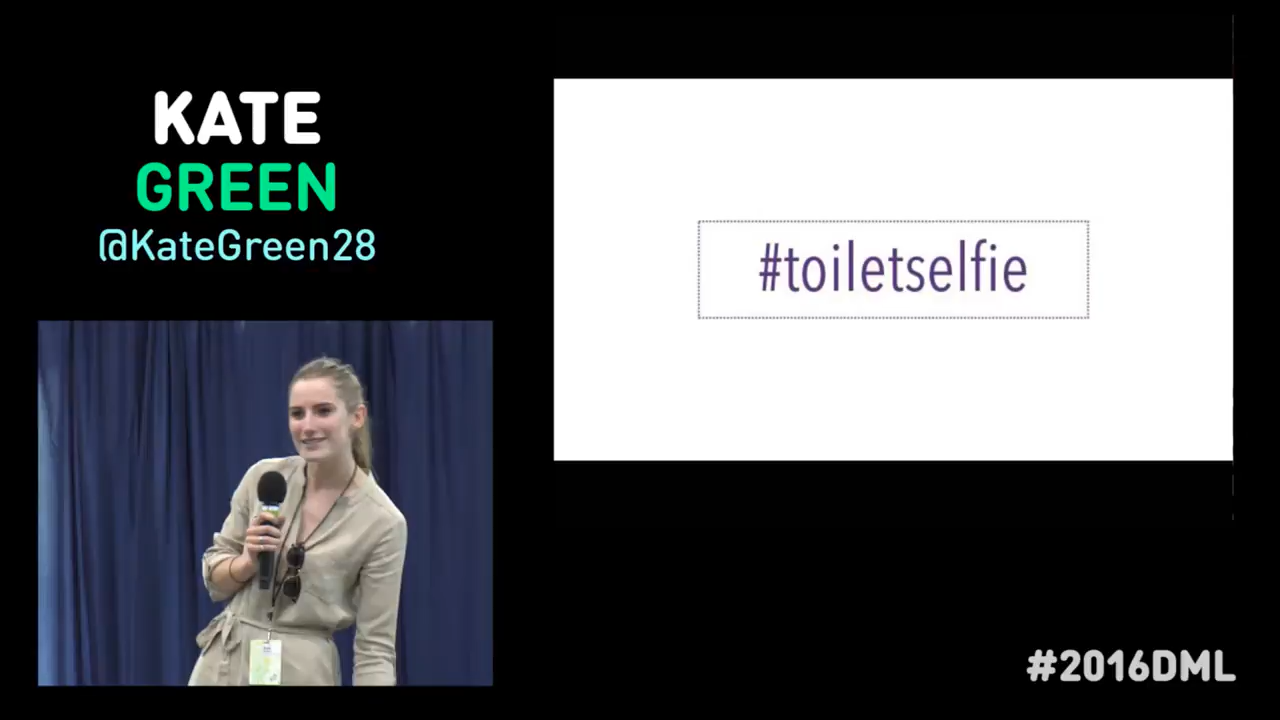 KATE
GREEN
@KateGreen28
#toiletselfie
#2016DML